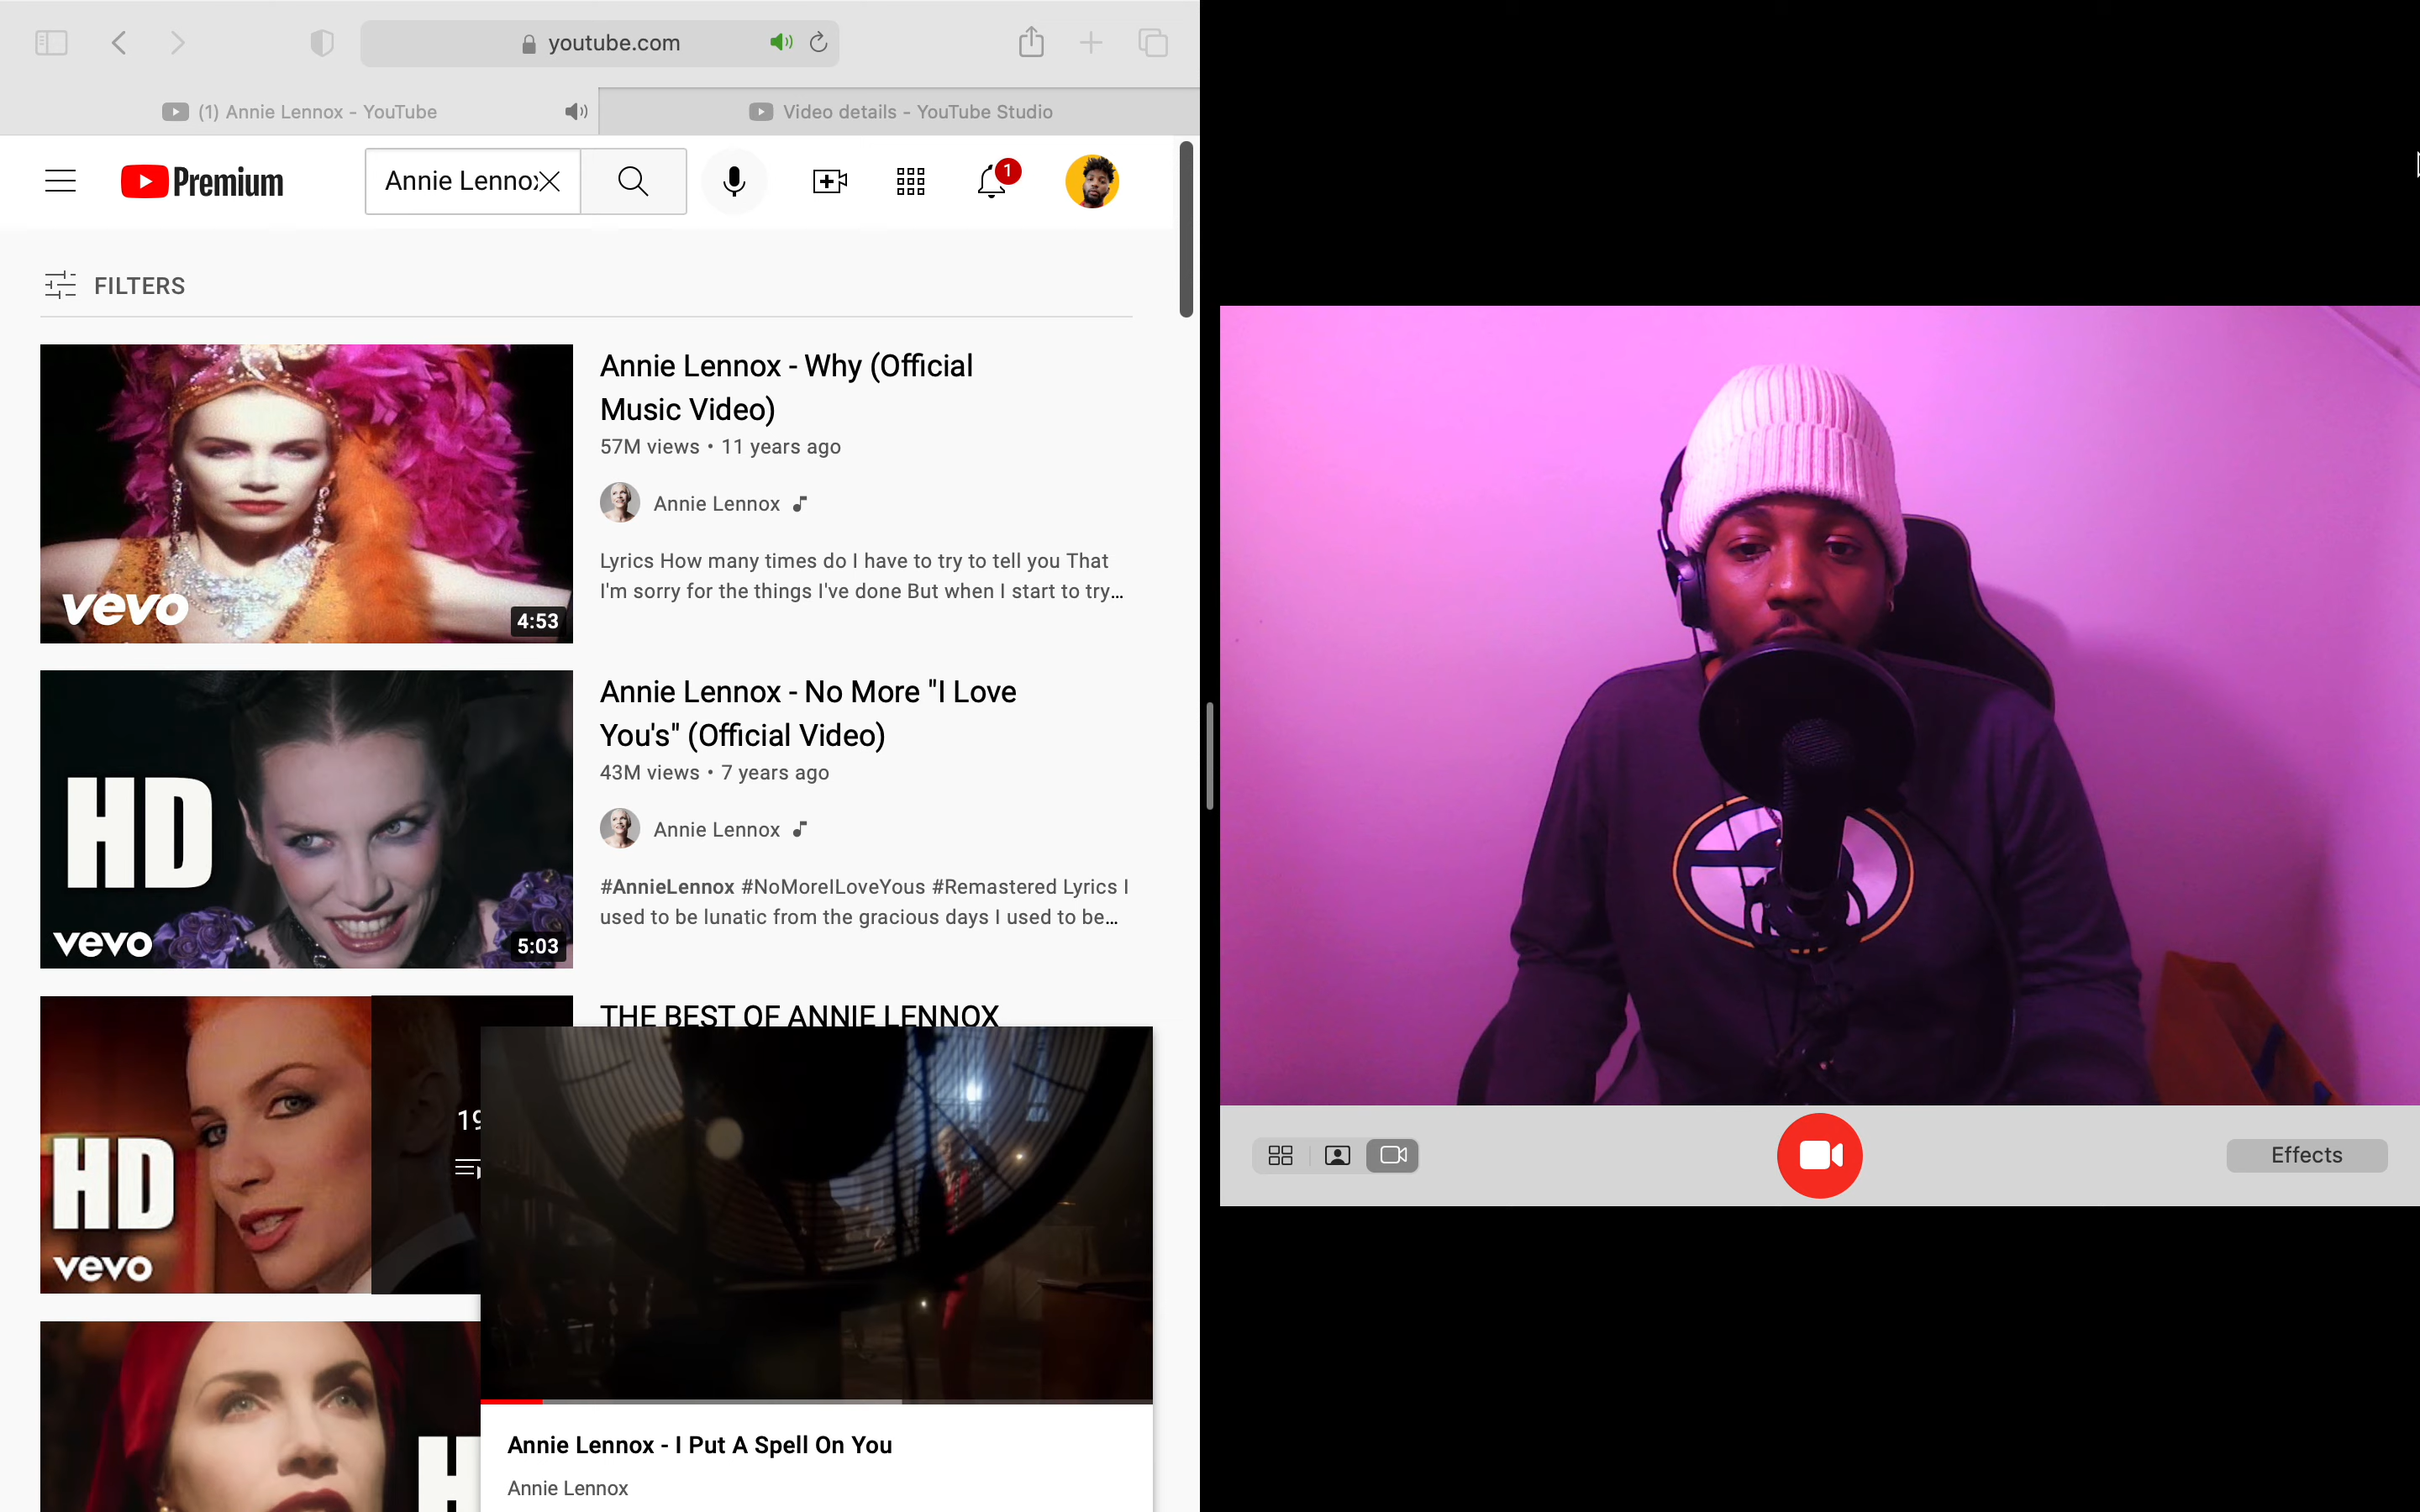 youtube.com
(1) Annie Lennox - YouTube
Video details - YouTube Studio
Premium
Annie Lennox
1
FILTERS
vevo
4:53
Annie Lennox - Why (Official
Music Video)
57M views • 11 years ago
Annie Lennox
Lyrics How many times do I have to try to tell you That
I'm sorry for the things I've done But when I start to try...
HD
vevo
5:03
Annie Lennox - No More "I Love
You's" (Official Video)
43M views • 7 years ago
Annie Lennox
#AnnieLennox #NoMoreILoveYous #Remastered Lyrics I
used to be lunatic from the gracious days I used to be...
HD
vevo
19
THE BEST OF ANNIE LENNOX
H
Annie Lennox - I Put A Spell On You
Annie Lennox
Effects